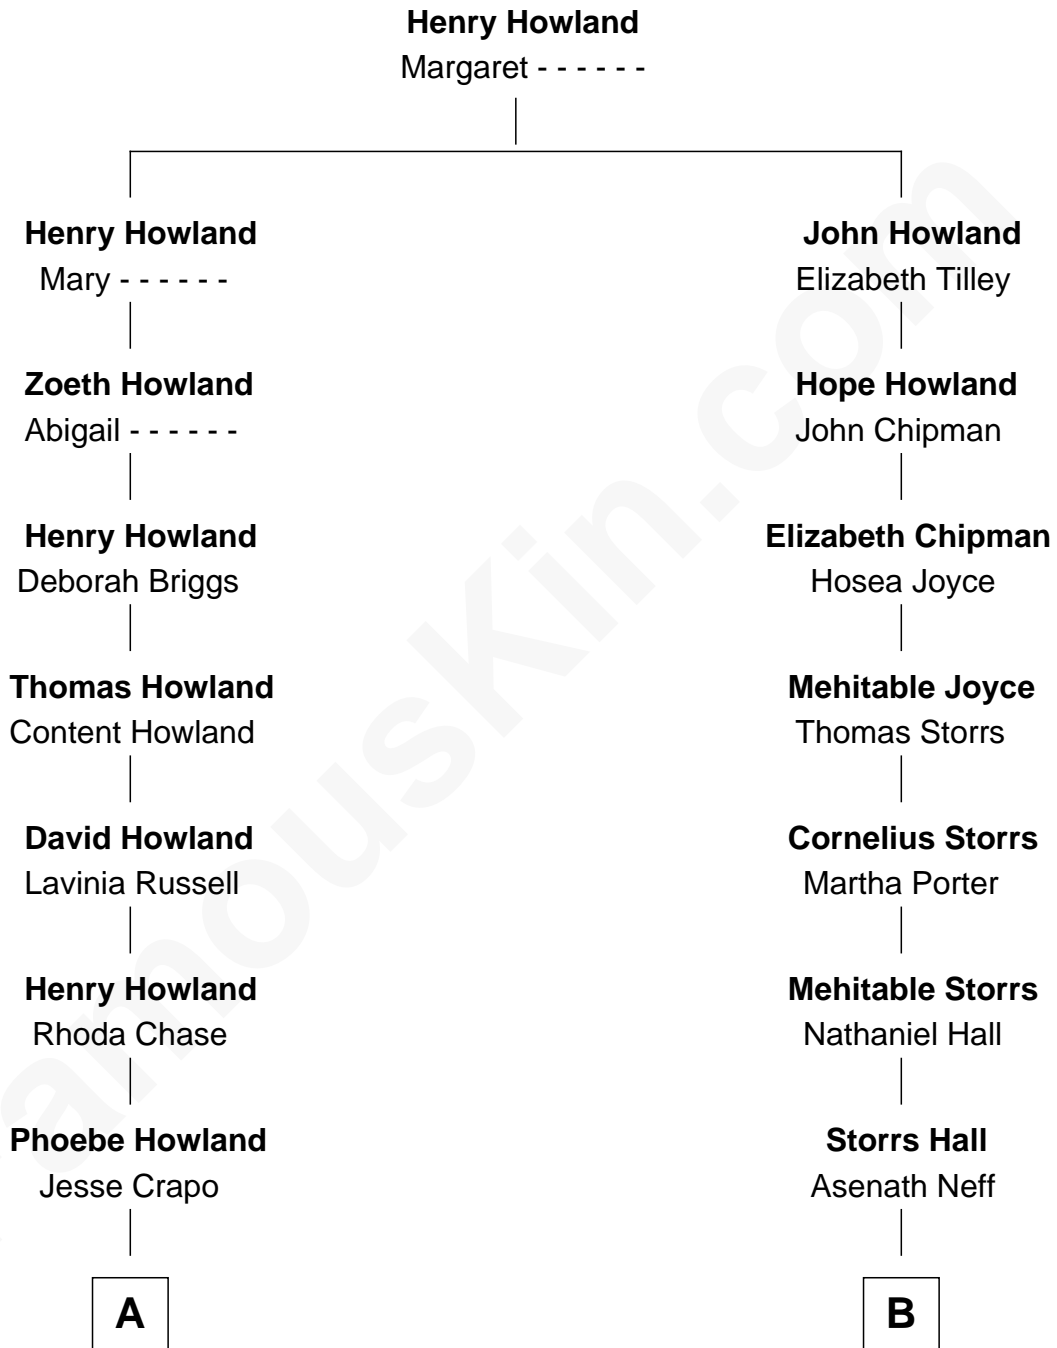 Henry Howland
Margaret - - - - - -
Henry Howland
John Howland
Mary - - - - - -
Elizabeth Tilley
Zoeth Howland
Hope Howland
Abigail - - - - - -
John Chipman
Henry Howland
Elizabeth Chipman
Deborah Briggs
Hosea Joyce
Thomas Howland
Mehitable Joyce
Content Howland
Thomas Storrs
David Howland
Cornelius Storrs
Lavinia Russell
Martha Porter
Henry Howland
Mehitable Storrs
Rhoda Chase
Nathaniel Hall
Phoebe Howland
Storrs Hall
Jesse Crapo
Asenath Neff
A
B
amouskin.com